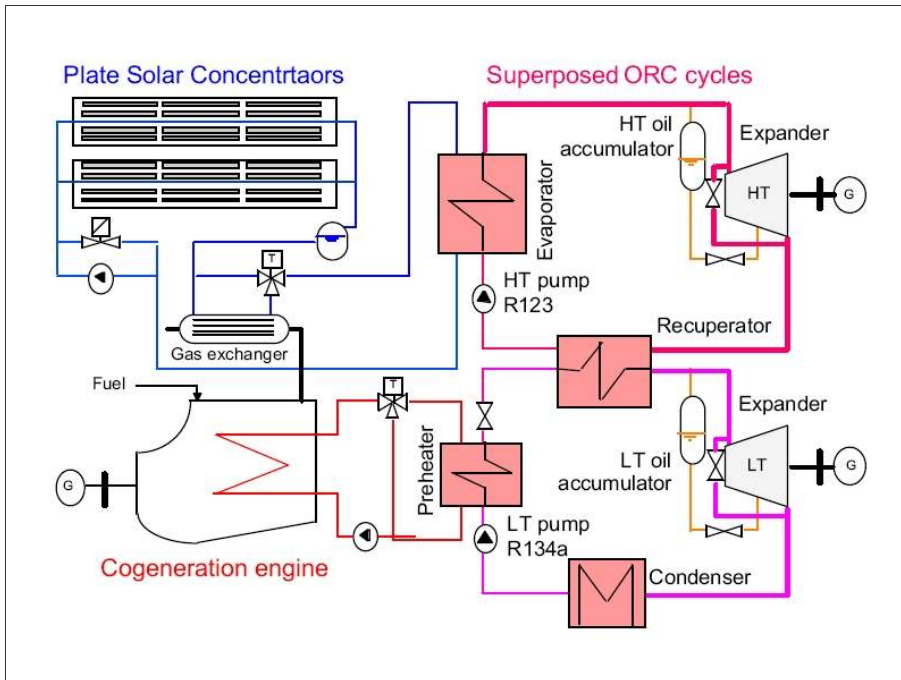 Plate Solar Concentrtaors
Superposed ORC cycles
HT oil
accumulator
Expander
HT
G
Evaporator
T
HT pump
R123
Gas exchanger
Recuperator
Fuel
T
Expander
LT oil
accumulator
LT
G
G
Preheater
LT pump
R134a
Condenser
Cogeneration engine